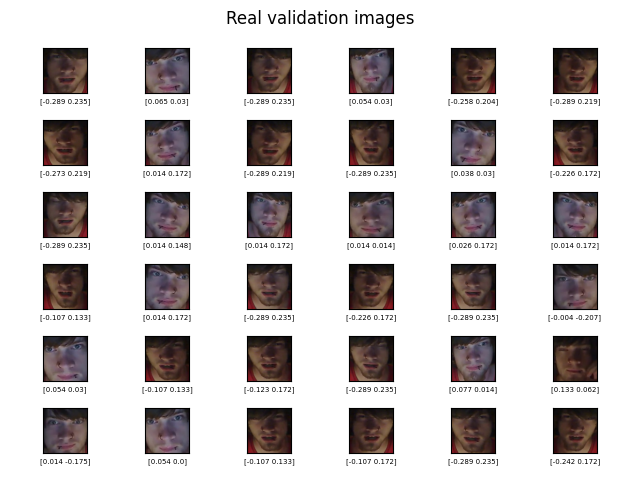 Real validation images
[-0.289 0.235] [0.065 0.03] [-0.289 0.235] [0.054 0.03] [-0.258 0.204] [-0.289 0.219]
[-0.273 0.219] [0.014 0.172] [-0.289 0.219] [-0.289 0.235] [0.038 0.03] [-0.226 0.172]
[-0.289 0.235] [0.014 0.148] [0.014 0.172] [0.014 0.014] [0.026 0.172] [0.014 0.172]
[-0.107 0.133] [0.014 0.172] [-0.289 0.235] [-0.226 0.172] [-0.289 0.235] [-0.004 -0.207]
[0.054 0.03] [-0.107 0.133] [-0.123 0.172] [-0.289 0.235] [0.077 0.014] [0.133 0.062]
[0.014 -0.175] [0.054 0.0] [-0.107 0.133] [-0.107 0.172] [-0.289 0.235] [-0.242 0.172]